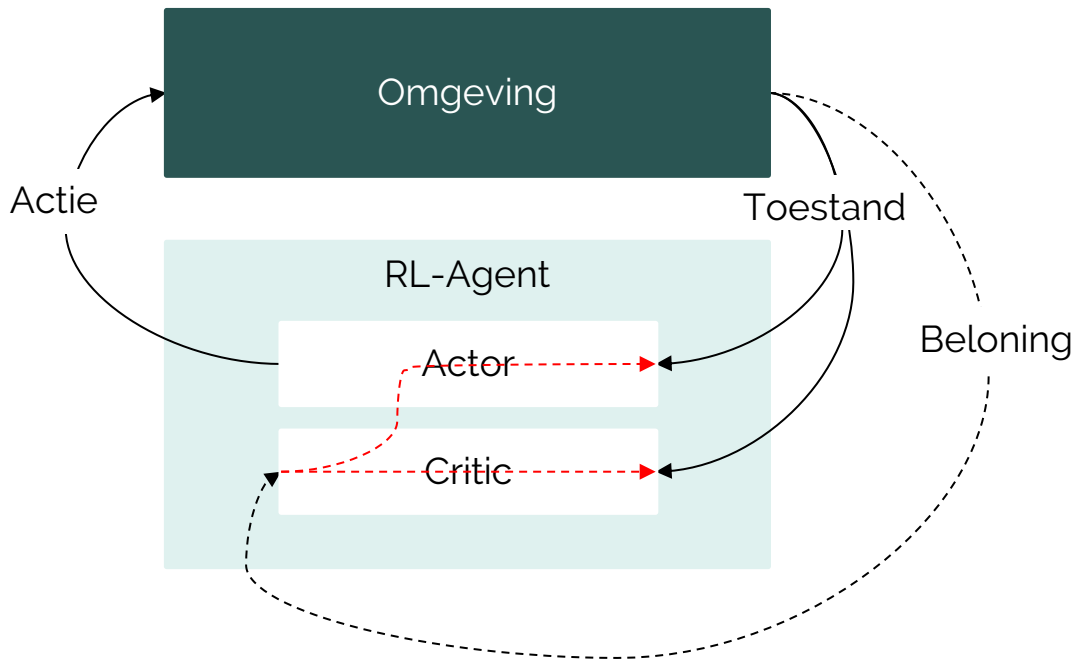 Omgeving
Actie
Toestand
RL-Agent
Beloning
Actor
Critic